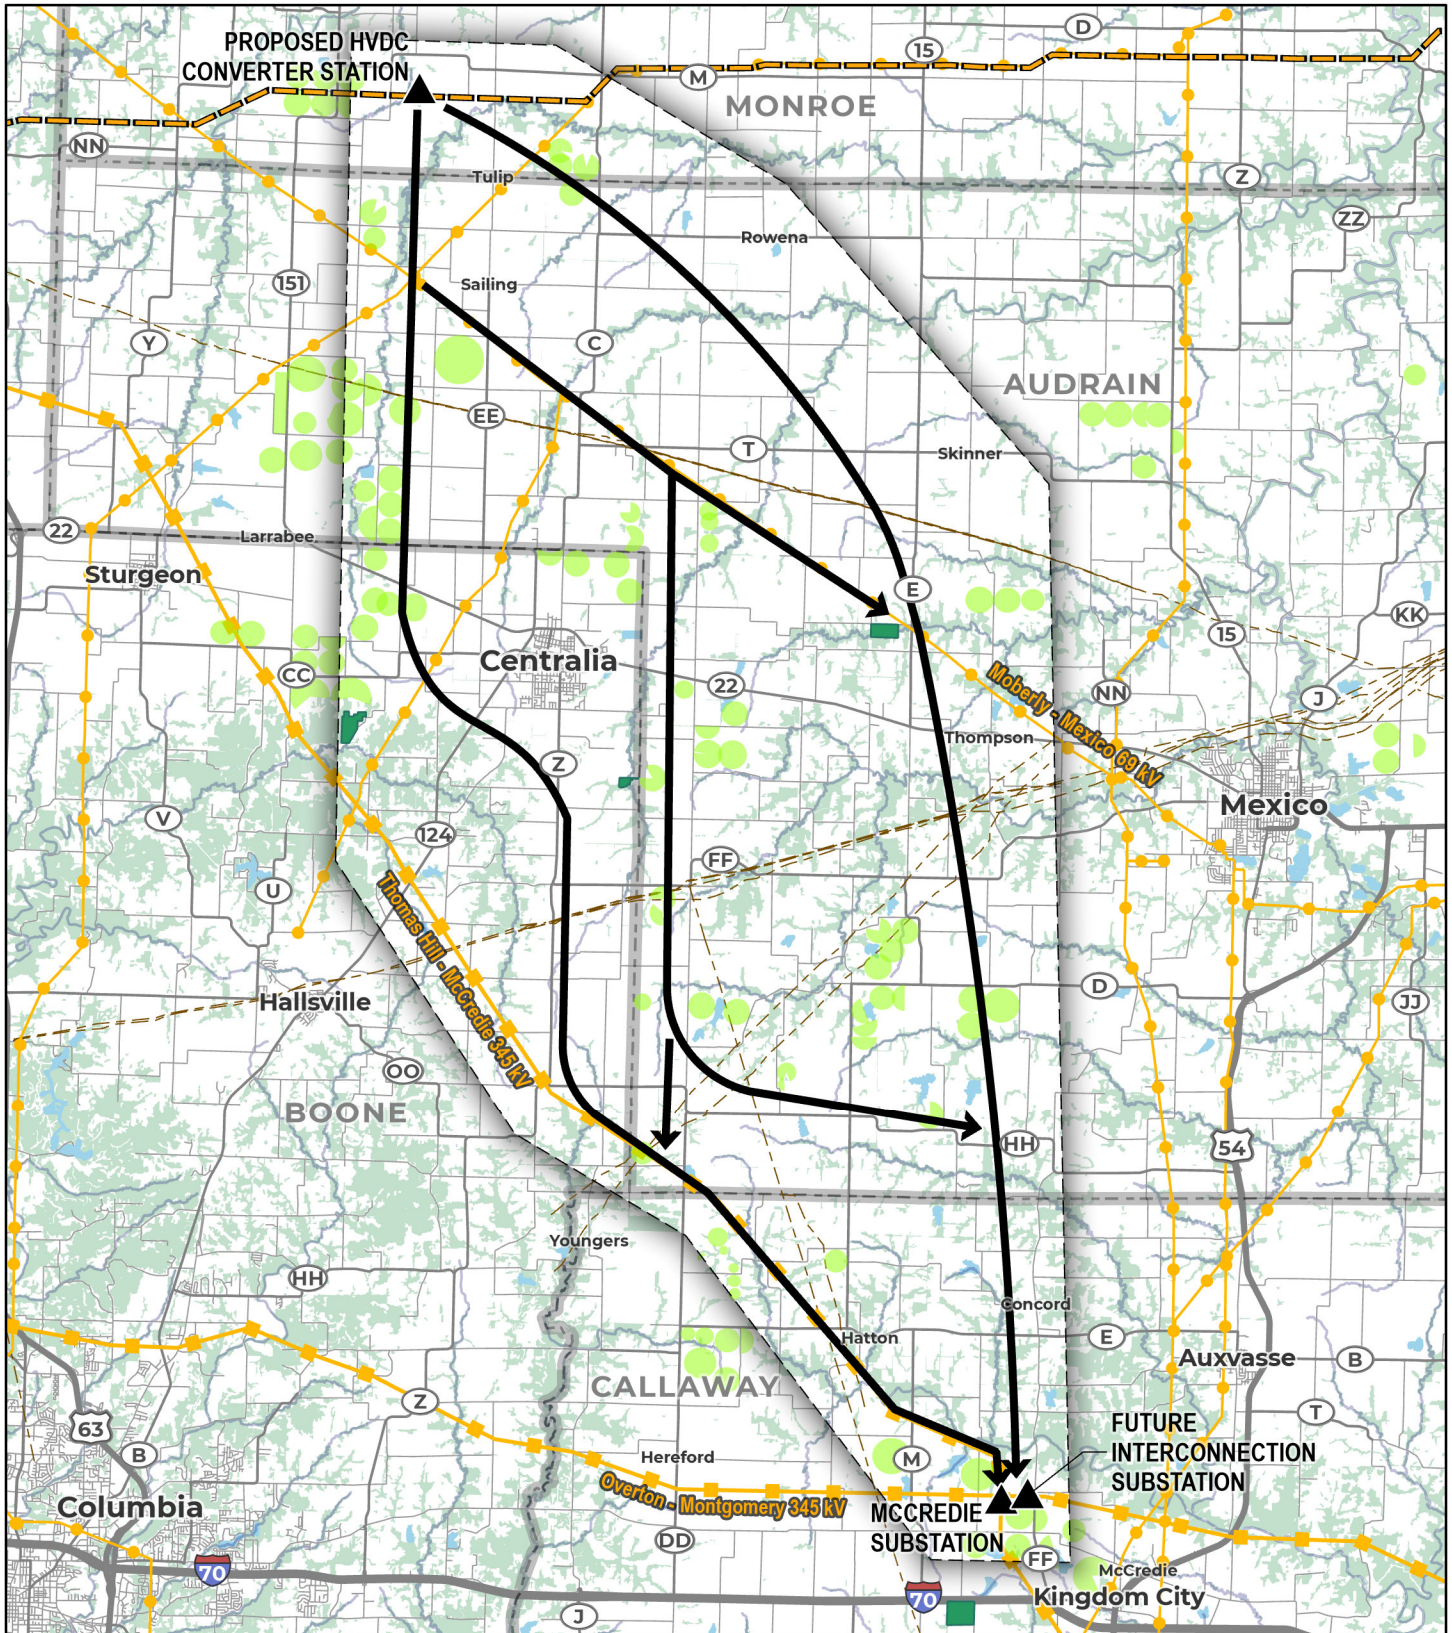 D
PROPOSED HVDC
CONVERTER STATION
15
M
MONROE
NN
Tulip
Z
ZZ
Rowena
151
Sailing
Y
C
AUDRAIN
EE
T
Skinner
22
Larrabee
Sturgeon
E
KK
15
Centralia
CC
22
NN
J
Moberly - Mexico 69 kV
Thompson
Z
Mexico
V
124
FF
U
Thomas Hill - McCredie 345 kV
D
Hallsville
JJ
OO
BOONE
HH
54
Youngers
HH
Concord
Hatton
E
Auxvasse
B
CALLAWAY
Z
63
T
FUTURE
INTERCONNECTION
SUBSTATION
B
Hereford
M
Overton - Montgomery 345 kV
Columbia
MCCREDIE
SUBSTATION
DD
FF
70
McCredie
Kingdom City
70
J